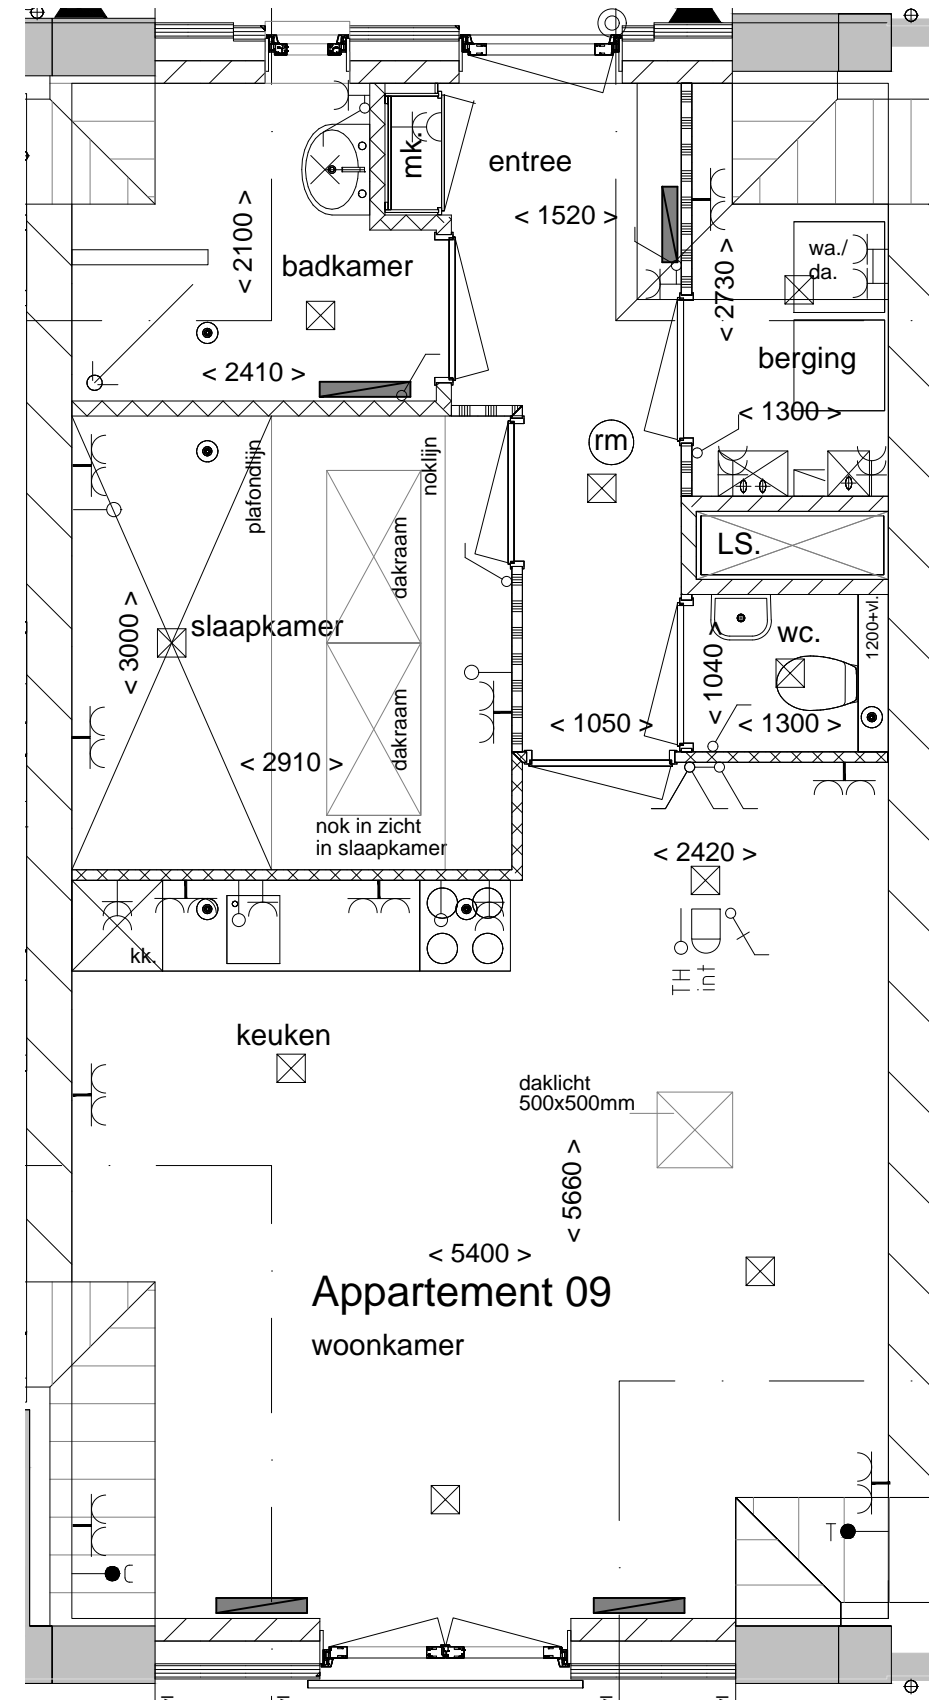 mk.
entree
< 1520 >
< 2100 >
badkamer
< 2410 >
wa./
da.
< 2730 >
berging
< 1300 >
rm
plafondlijn
noklijn
dakraam
LS.
slaapkamer
< 3000 >
wc.
1200+vl.
< 1040 >
< 1050 >
< 1300 >
dakraam
< 2910 >
nok in zicht
in slaapkamer
< 2420 >
kk.
TH
int
keuken
daklicht
500x500mm
< 5660 >
< 5400 >
Appartement 09
woonkamer
T
C